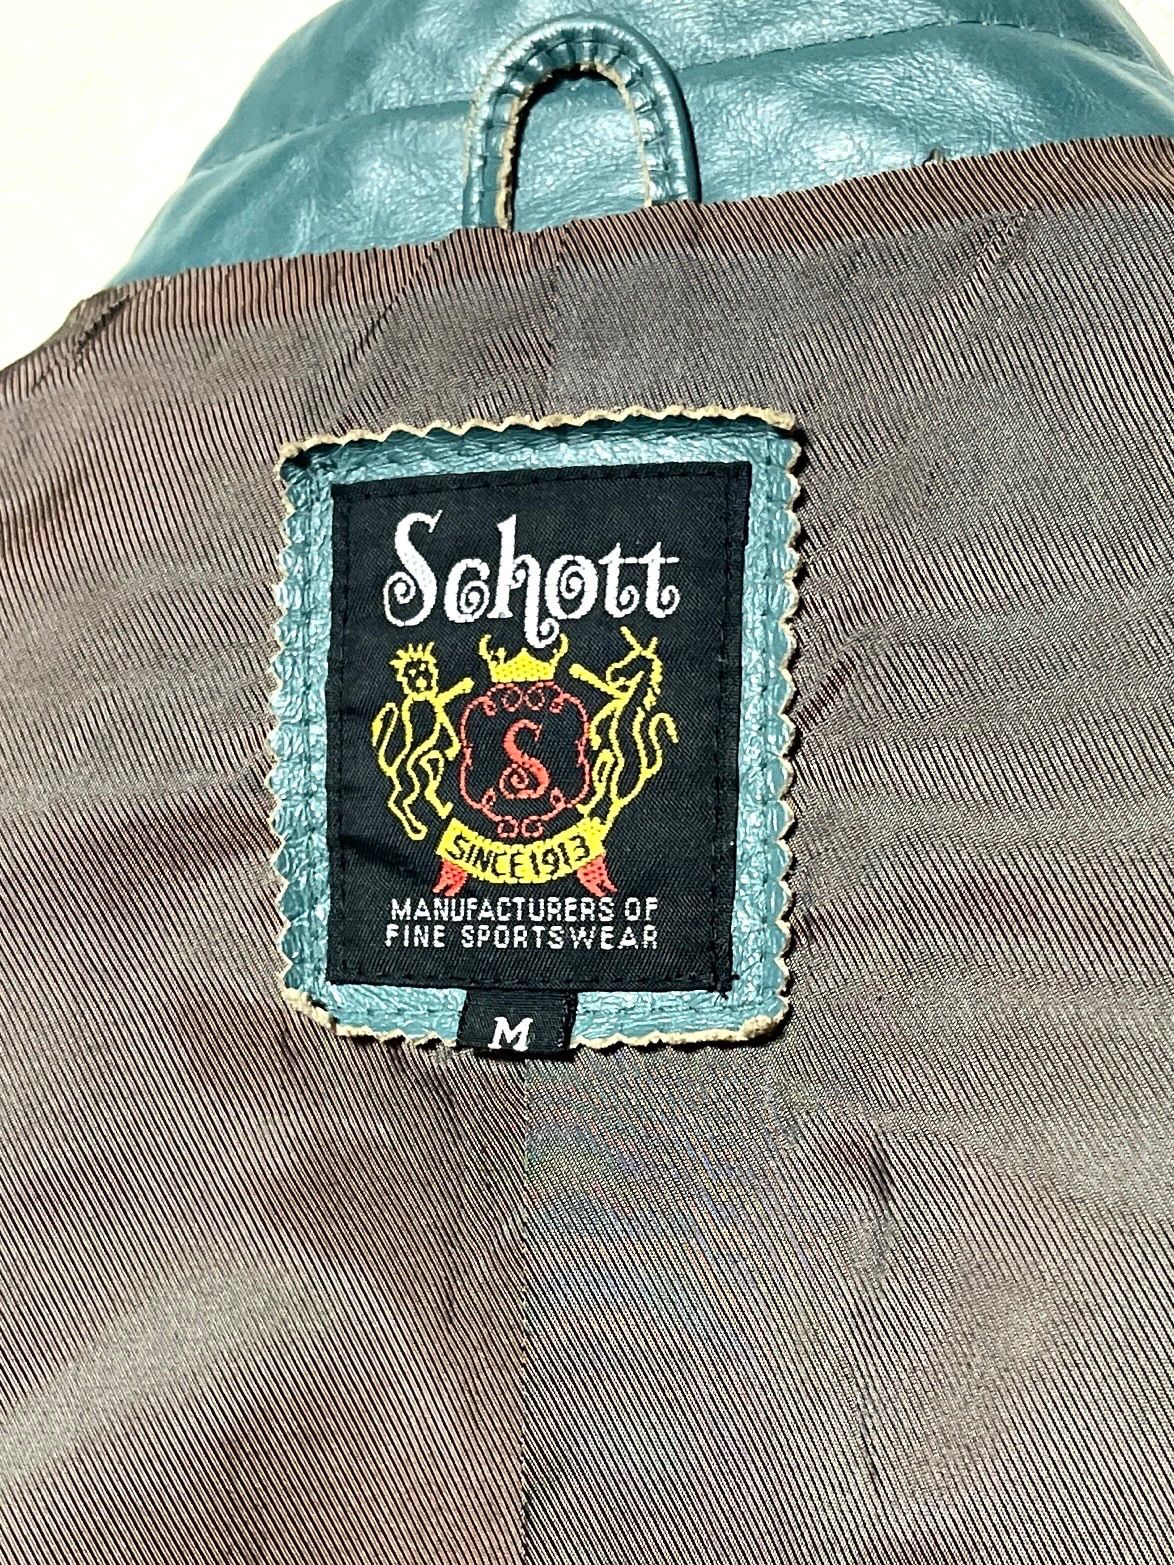 Schott
S
SINCE 1913
MANUFACTURERS OF
FINE SPORTSWEAR
M